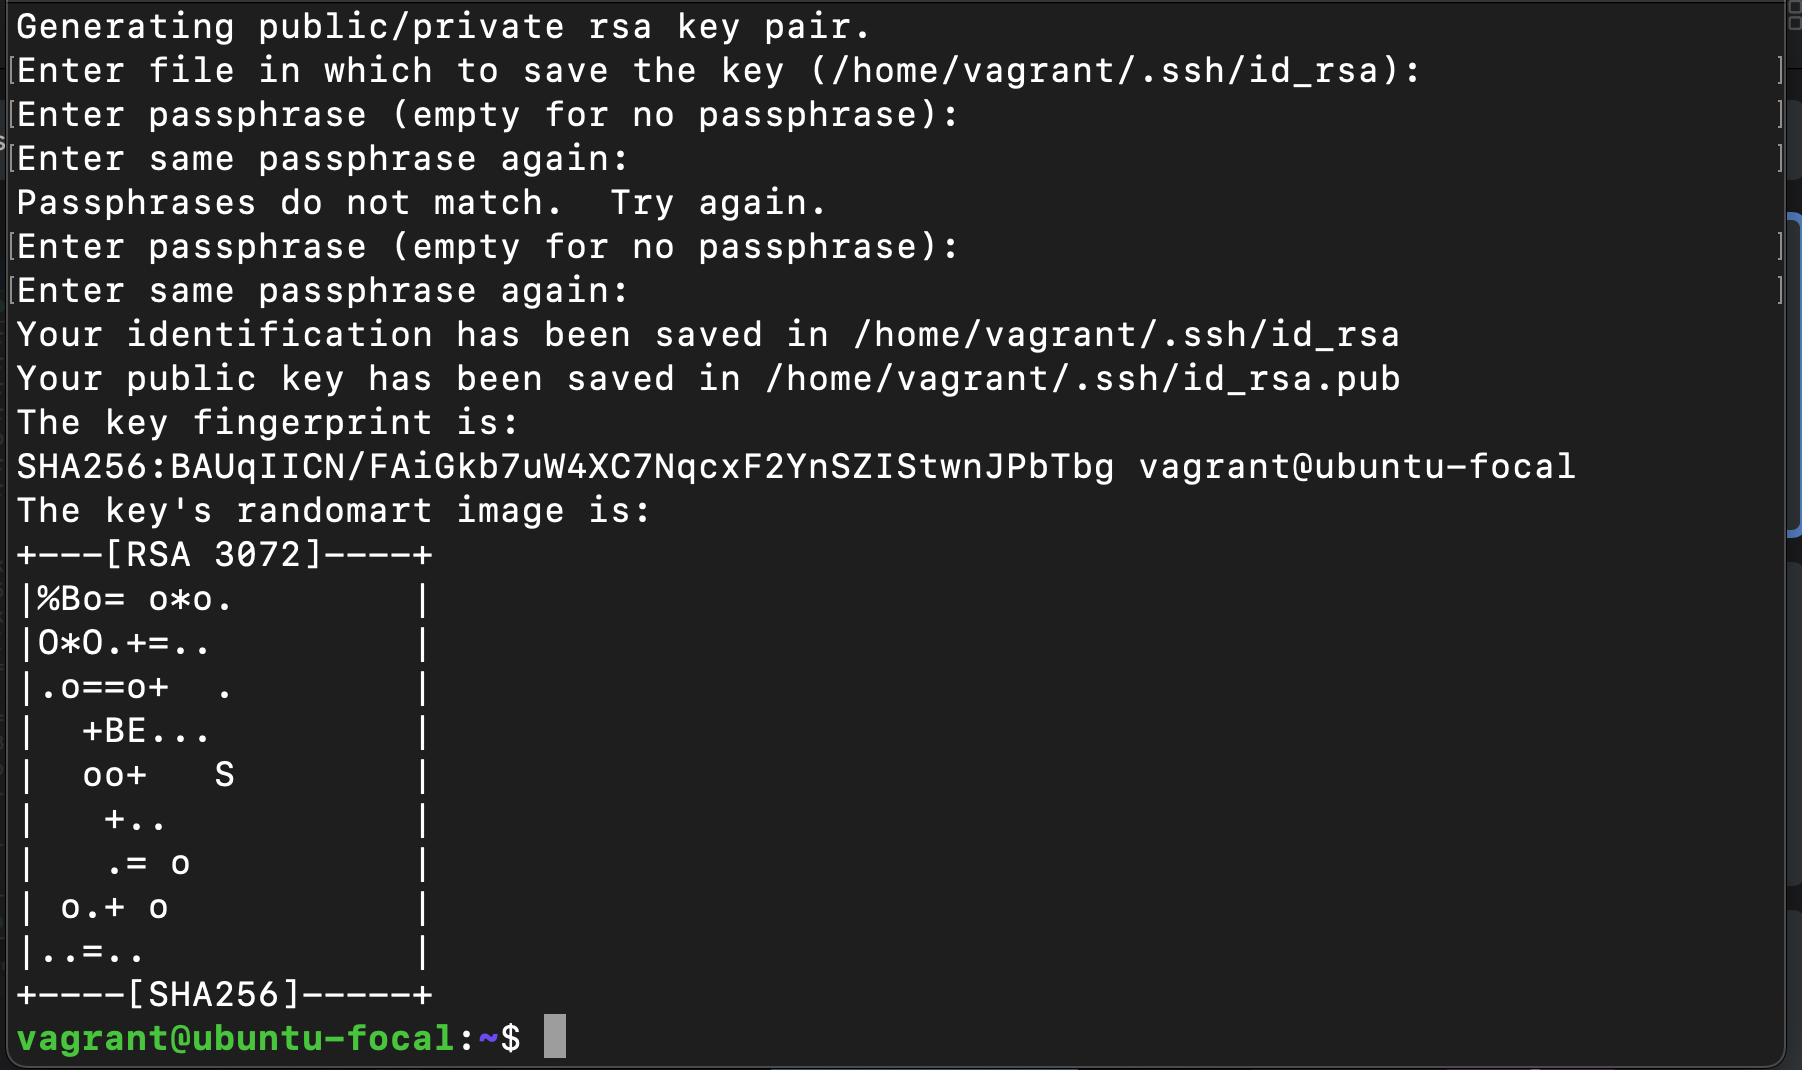 Generating public/private rsa key pair.
[Enter file in which to save the key (/home/vagrant/.ssh/id_rsa): ]
[Enter passphrase (empty for no passphrase): ]
[Enter same passphrase again: ]
Passphrases do not match.  Try again.
[Enter passphrase (empty for no passphrase): ]
[Enter same passphrase again: ]
Your identification has been saved in /home/vagrant/.ssh/id_rsa
Your public key has been saved in /home/vagrant/.ssh/id_rsa.pub
The key fingerprint is:
SHA256:BAUqIICN/FAiGkb7uW4XC7NqcxF2YnSZIStwnJPbTbg vagrant@ubuntu-focal
The key's randomart image is:
+---[RSA 3072]----+
|%Bo= o*o.        |
|O*O.+=..         |
|.o==o+  .        |
|  +BE...         |
|  oo+   S        |
|   +..           |
|   .= o          |
| o.+ o           |
|..=..            |
+----[SHA256]-----+
vagrant@ubuntu-focal:~$